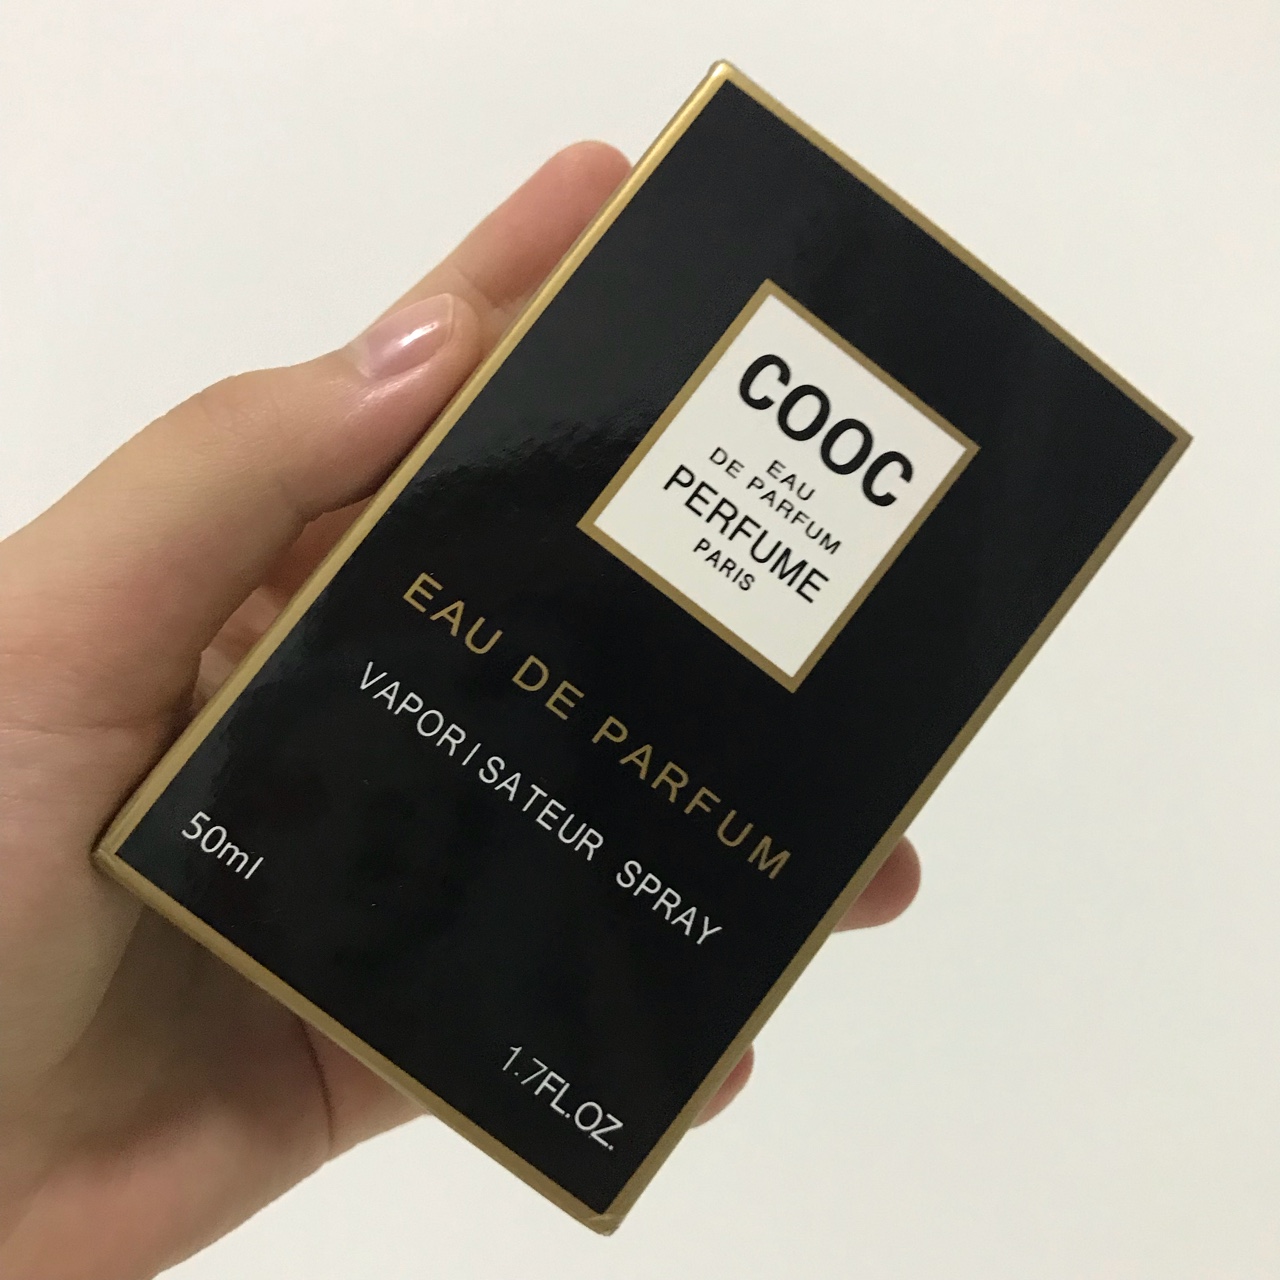 COOC
EAU
DE PARFUM
PERFUME
PARIS
EAU DE PARFUM
VAPORISATEUR SPRAY
50ml
1.7FL.OZ.